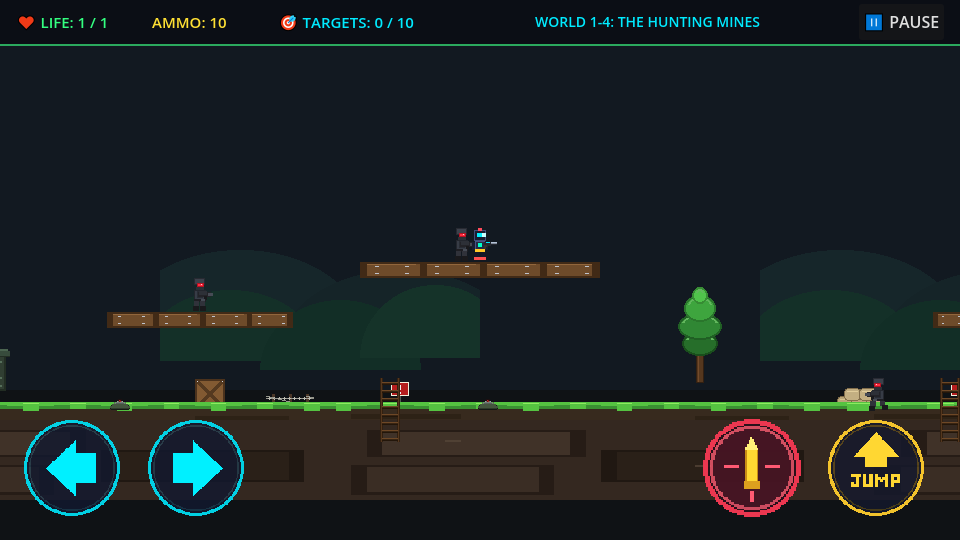 LIFE: 1 / 1
AMMO: 10
TARGETS: 0 / 10
WORLD 1-4: THE HUNTING MINES
PAUSE
JUMP